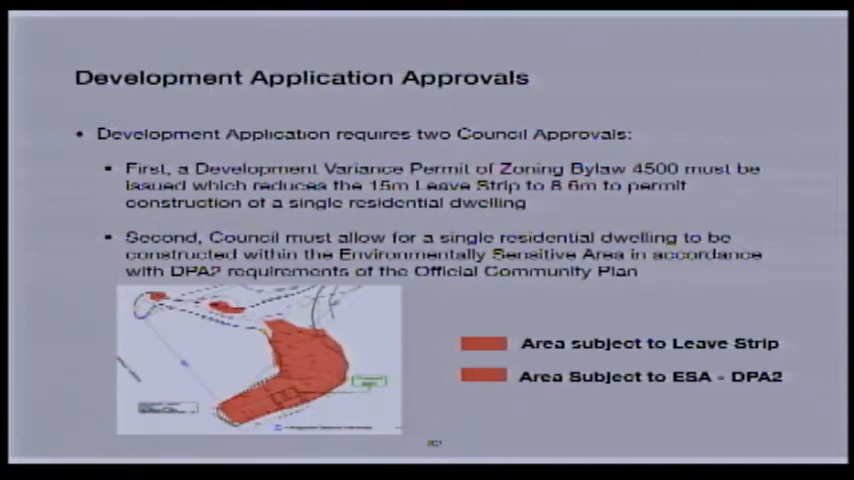 Development Application Approvals
• Development Application requires two Council Approvals:
• First, a Development Variance Permit of Zoning Bylaw 4500 must be
issued which reduces the 15m Leave Strip to 8.6m to permit
construction of a single residential dwelling
• Second, Council must allow for a single residential dwelling to be
constructed within the Environmentally Sensitive Area in accordance
with DPA2 requirements of the Official Community Plan
Area subject to Leave Strip
Area Subject to ESA - DPA2